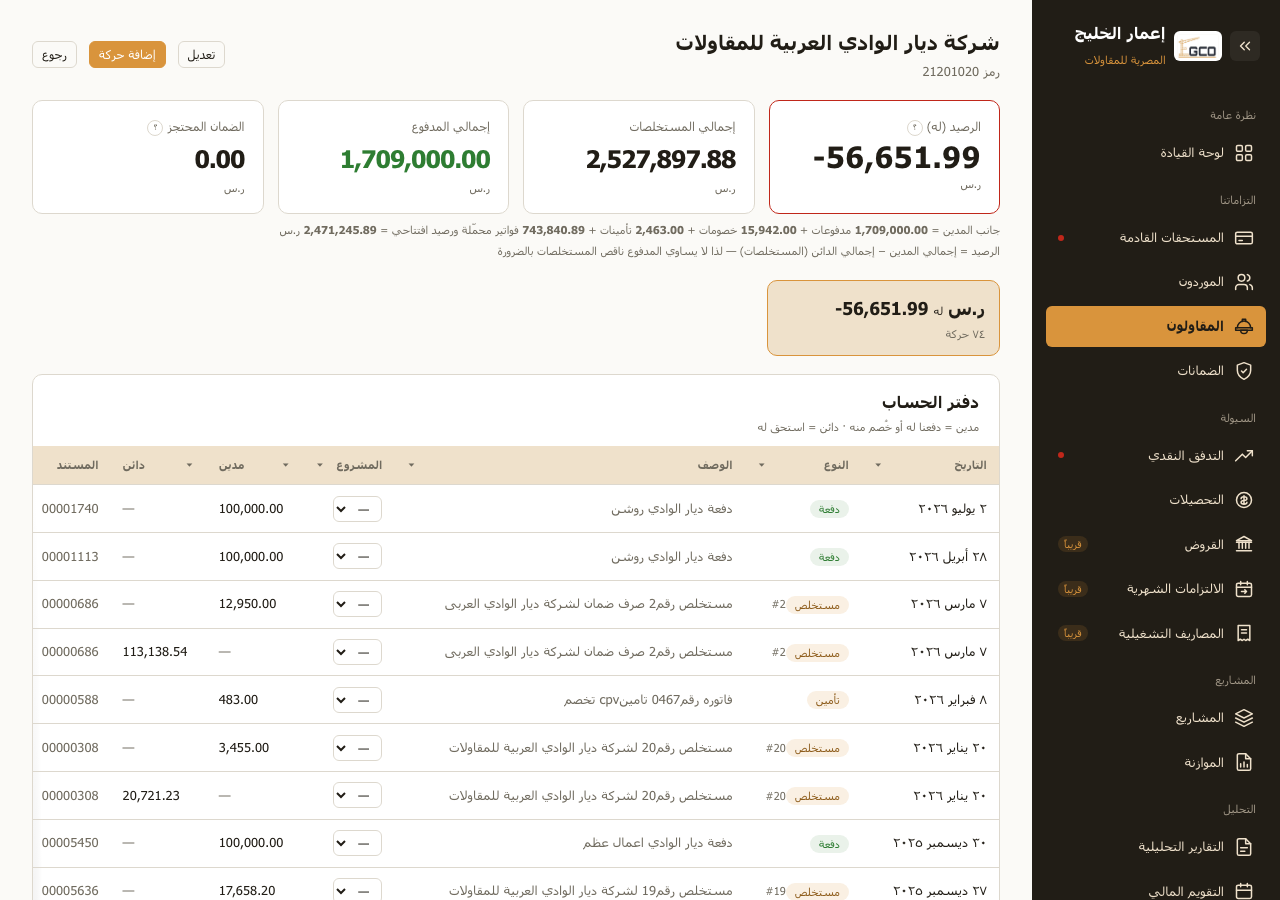 إعمار الخليج
المصرية للمقاولات
GCO
نظرة عامة
لوحة القيادة
التزاماتنا
المستحقات القادمة
الموردون
المقاولون
الضمانات
السيولة
التدفق النقدي
التحصيلات
القروض قريباً
الالتزامات الشهرية قريباً
المصاريف التشغيلية قريباً
المشاريع
المشاريع
الموازنة
التحليل
التقارير التحليلية
التقويم المالي
شركة ديار الوادي العربية للمقاولات
رمز 21201020
تعديل
إضافة حركة
رجوع
الرصيد (له) ؟
-56,651.99
ر.س
إجمالي المستخلصات
2,527,897.88
ر.س
إجمالي المدفوع
1,709,000.00
ر.س
الضمان المحتجز ؟
0.00
ر.س
جانب المدين = 1,709,000.00 مدفوعات + 15,942.00 خصومات + 2,463.00 تأمينات + 743,840.89 فواتير محمّلة ورصيد افتتاحي = 2,471,245.89 ر.س
الرصيد = إجمالي المدين − إجمالي الدائن (المستخلصات) — لذا لا يساوي المدفوع ناقص المستخلصات بالضرورة
ر.س له -56,651.99
٧٤ حركة
دفتر الحساب
مدين = دفعنا له أو خُصم منه · دائن = استحق له
التاريخ النوع الوصف المشروع مدين دائن المستند
٢ يوليو ٢٠٢٦ دفعة دفعة ديار الوادي روشن — 100,000.00 — 00001740
٢٨ أبريل ٢٠٢٦ دفعة دفعة ديار الوادي روشن — 100,000.00 — 00001113
٧ مارس ٢٠٢٦ مستخلص #2 مستخلص رقم2 صرف ضمان لشركة ديار الوادي العربى — 12,950.00 — 00000686
٧ مارس ٢٠٢٦ مستخلص #2 مستخلص رقم2 صرف ضمان لشركة ديار الوادي العربى — — 113,138.54 00000686
٨ فبراير ٢٠٢٦ تأمين فاتوره رقم0467 تامينcpv تخصم — 483.00 — 00000588
٢٠ يناير ٢٠٢٦ مستخلص #20 مستخلص رقم20 لشركة ديار الوادي العربية للمقاولات — 3,455.00 — 00000308
٢٠ يناير ٢٠٢٦ مستخلص #20 مستخلص رقم20 لشركة ديار الوادي العربية للمقاولات — — 20,721.23 00000308
٣٠ ديسمبر ٢٠٢٥ دفعة دفعة ديار الوادي اعمال عظم — 100,000.00 — 00005450
٢٧ ديسمبر ٢٠٢٥ مستخلص #19 مستخلص رقم19 لشركة ديار الوادي العربية للمقاولات — 17,658.20 — 00005636